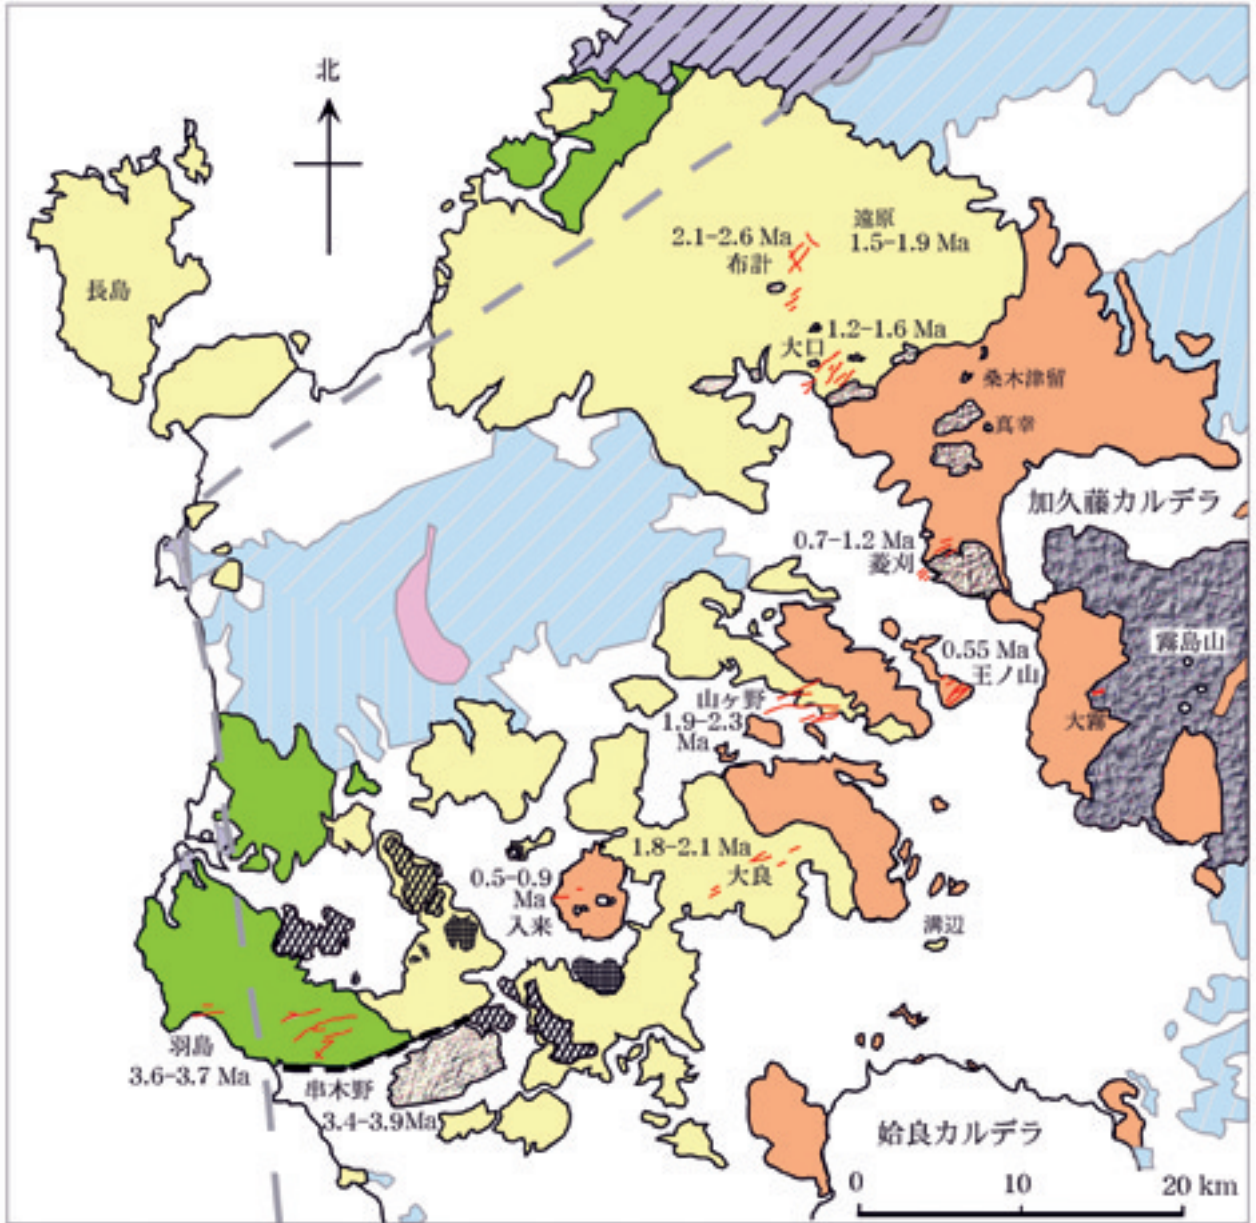 北
2.1–2.6 Ma
布計
遠原
1.5–1.9 Ma
長島
1.2–1.6 Ma
大口
桑木津留
真幸
加久藤カルデラ
0.7–1.2 Ma
菱刈
霧島山
0.55 Ma
王ノ山
山ヶ野
1.9–2.3
Ma
大霧
1.8–2.1 Ma
大良
0.5–0.9
Ma
入来
溝辺
羽島
3.6–3.7 Ma
串木野
3.4–3.9Ma
姶良カルデラ
0
10
20 km